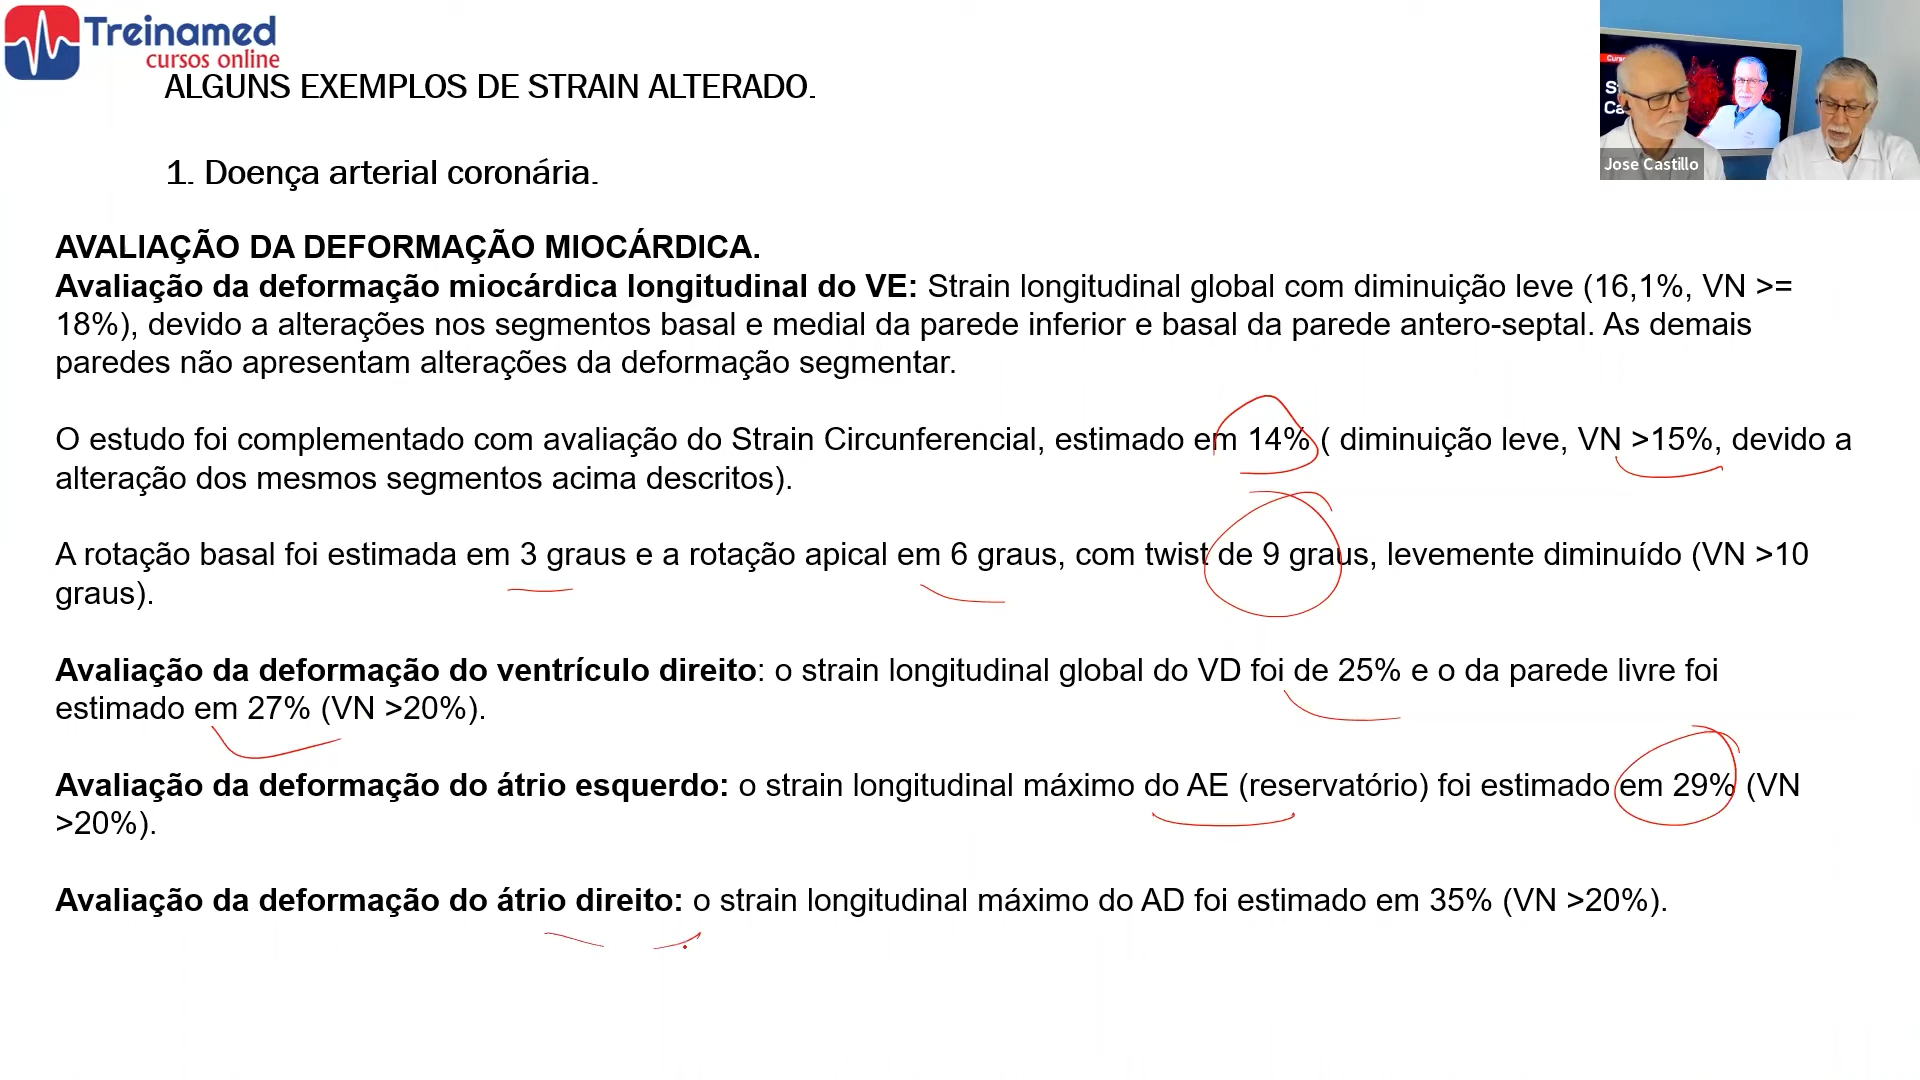 Treinamed
cursos online
ALGUNS EXEMPLOS DE STRAIN ALTERADO.
Jose Castillo
1. Doença arterial coronária.
AVALIAÇÃO DA DEFORMAÇÃO MIOCÁRDICA.
Avaliação da deformação miocárdica longitudinal do VE: Strain longitudinal global com diminuição leve (16,1%, VN >=
18%), devido a alterações nos segmentos basal e medial da parede inferior e basal da parede antero-septal. As demais
paredes não apresentam alterações da deformação segmentar.
O estudo foi complementado com avaliação do Strain Circunferencial, estimado em 14% ( diminuição leve, VN >15%, devido a
alteração dos mesmos segmentos acima descritos).
A rotação basal foi estimada em 3 graus e a rotação apical em 6 graus, com twist de 9 graus, levemente diminuído (VN >10
graus).
Avaliação da deformação do ventrículo direito: o strain longitudinal global do VD foi de 25% e o da parede livre foi
estimado em 27% (VN >20%).
Avaliação da deformação do átrio esquerdo: o strain longitudinal máximo do AE (reservatório) foi estimado em 29% (VN
>20%).
Avaliação da deformação do átrio direito: o strain longitudinal máximo do AD foi estimado em 35% (VN >20%).